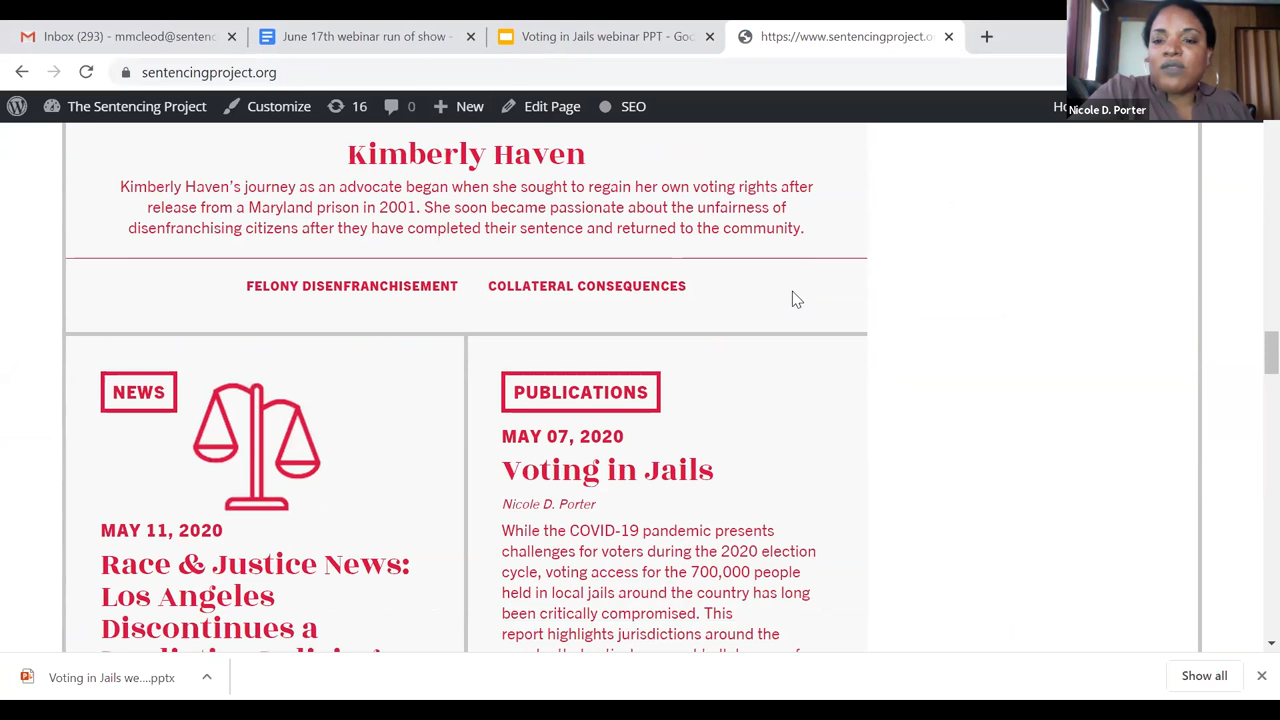 Inbox (293) - mmcleod@sentenc
June 17th webinar run of show -
Voting in Jails webinar PPT - Goo
https://www.sentencingproject.o
sentencingproject.org
The Sentencing Project
Customize
16
0
New
Edit Page
SEO
Nicole D. Porter
Kimberly Haven
Kimberly Haven's journey as an advocate began when she sought to regain her own voting rights after
release from a Maryland prison in 2001. She soon became passionate about the unfairness of
disenfranchising citizens after they have completed their sentence and returned to the community.
FELONY DISENFRANCHISEMENT COLLATERAL CONSEQUENCES
NEWS
MAY 11, 2020
Race & Justice News:
Los Angeles
Discontinues a
PUBLICATIONS
MAY 07, 2020
Voting in Jails
Nicole D. Porter
While the COVID-19 pandemic presents
challenges for voters during the 2020 election
cycle, voting access for the 700,000 people
held in local jails around the country has long
been critically compromised. This
report highlights jurisdictions around the
Voting in Jails we....pptx
Show all